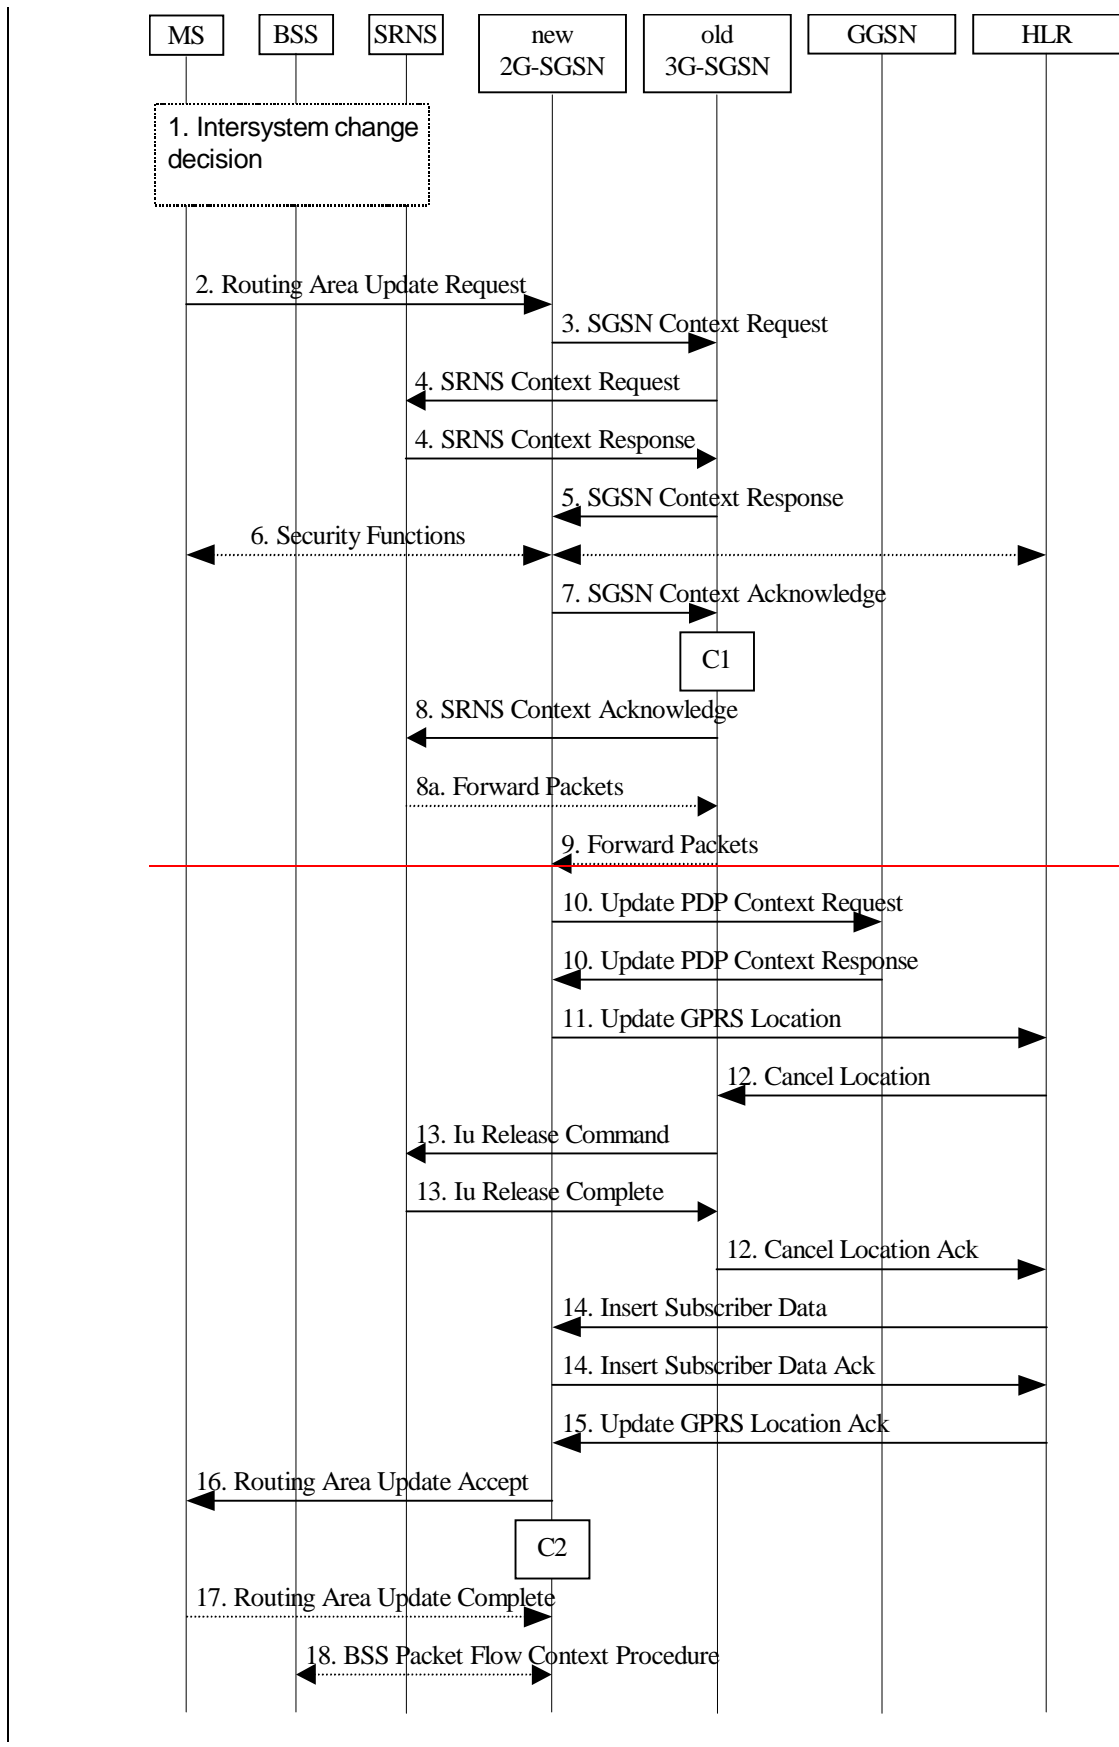 MS BSS SRNS new old GGSN HLR
2G-SGSN 3G-SGSN
1. Intersystem change
decision
2. Routing Area Update Request
3. SGSN Context Request
4. SRNS Context Request
4. SRNS Context Response
5. SGSN Context Response
6. Security Functions
7. SGSN Context Acknowledge
C1
8. SRNS Context Acknowledge
8a. Forward Packets
9. Forward Packets
10. Update PDP Context Request
10. Update PDP Context Response
11. Update GPRS Location
12. Cancel Location
13. Iu Release Command
13. Iu Release Complete
12. Cancel Location Ack
14. Insert Subscriber Data
14. Insert Subscriber Data Ack
15. Update GPRS Location Ack
16. Routing Area Update Accept
C2
17. Routing Area Update Complete
18. BSS Packet Flow Context Procedure